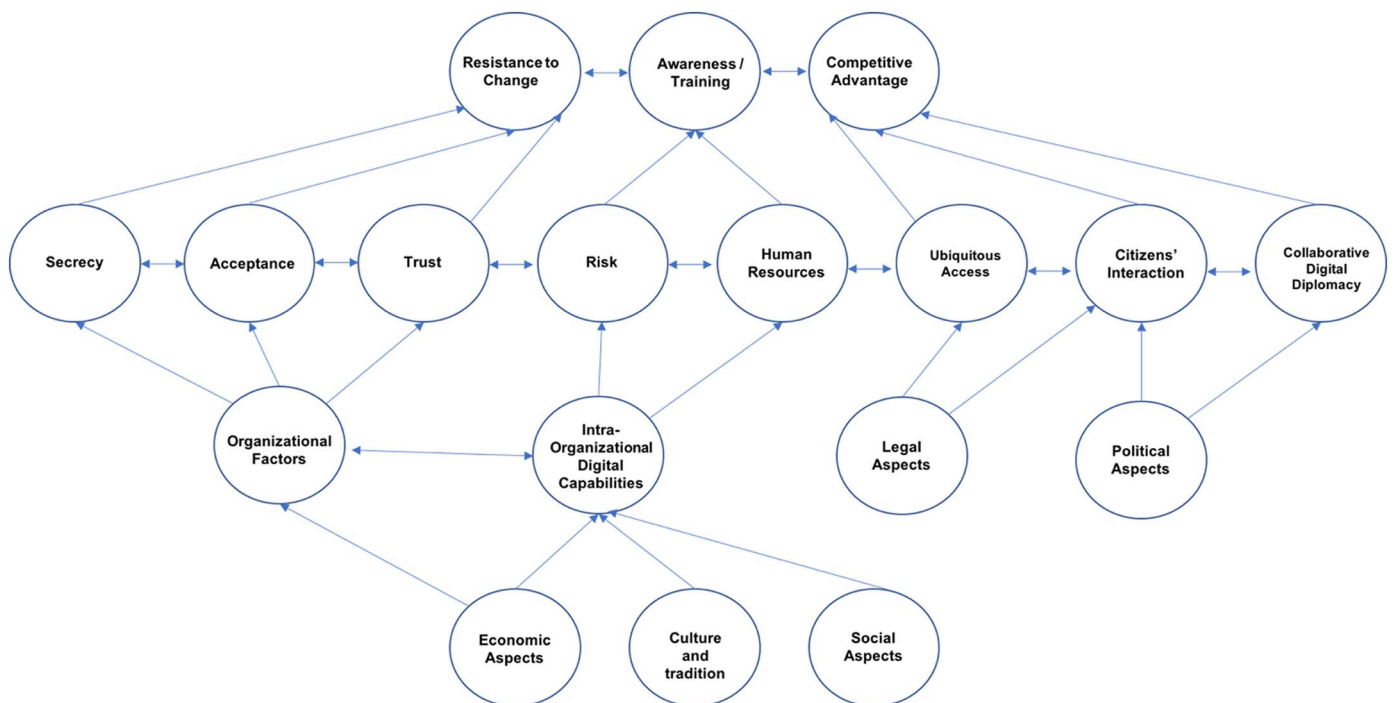 Resistance to
Change
Awareness /
Training
Competitive
Advantage
Secrecy
Acceptance
Trust
Risk
Human
Resources
Ubiquitous
Access
Citizens’
Interaction
Collaborative
Digital
Diplomacy
Organizational
Factors
Intra-
Organizational
Digital
Capabilities
Legal
Aspects
Political
Aspects
Economic
Aspects
Culture
and
tradition
Social
Aspects